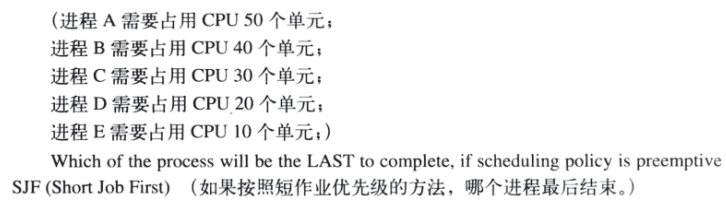 (进程 A 需要占用 CPU 50 个单元;
进程 B 需要占用 CPU 40 个单元;
进程 C 需要占用 CPU 30 个单元;
进程 D 需要占用 CPU 20 个单元;
进程 E 需要占用 CPU 10 个单元;)
Which of the process will be the LAST to complete, if scheduling policy is preemptive
SJF (Short Job First) (如果按照短作业优先级的方法，哪个进程最后结束。)